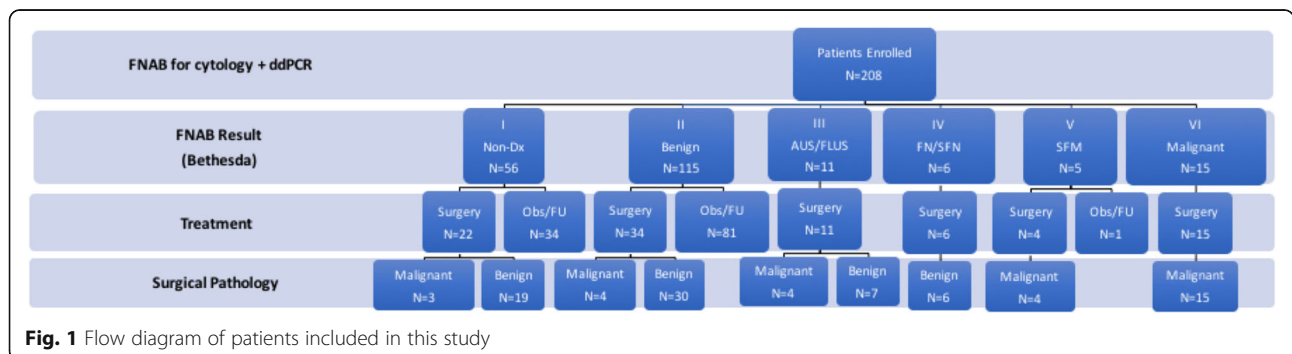 FNAB for cytology + ddPCR
Patients Enrolled
N=208
FNAB Result
(Bethesda)
I
Non-Dx
N=56
II
Benign
N=115
III
AUS/FLUS
N=11
IV
FN/SFN
N=6
V
SFM
N=5
VI
Malignant
N=15
Treatment
Surgery
N=22
Obs/FU
N=34
Surgery
N=34
Obs/FU
N=81
Surgery
N=11
Surgery
N=6
Surgery
N=4
Obs/FU
N=1
Surgery
N=15
Surgical Pathology
Malignant
N=3
Benign
N=19
Malignant
N=4
Benign
N=30
Malignant
N=4
Benign
N=7
Benign
N=6
Malignant
N=4
Malignant
N=15
Fig. 1 Flow diagram of patients included in this study